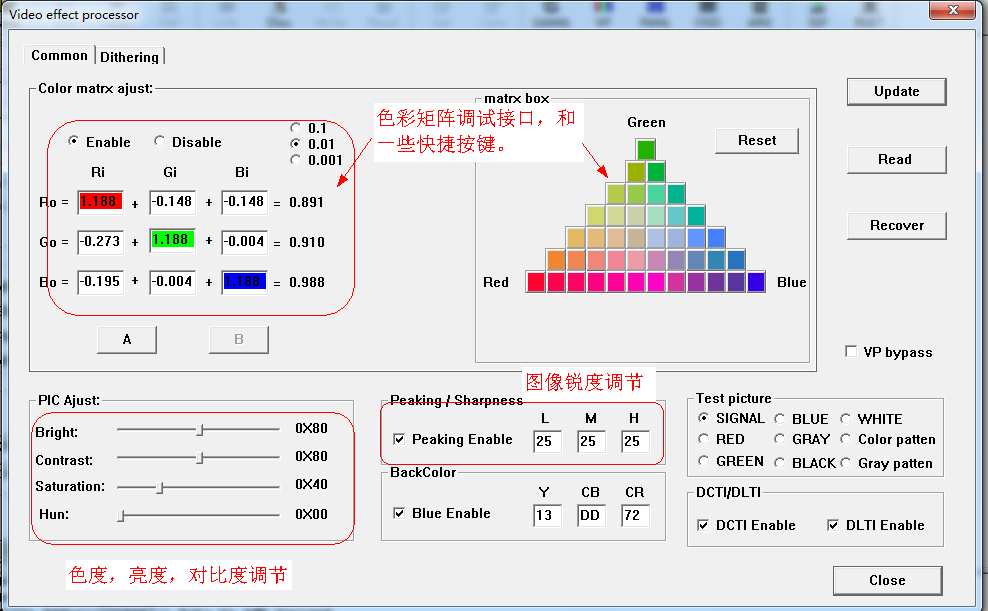 Video effect processor
Common Dithering
Color matrx ajust:
Enable Disable
0.1
0.01
0.001
Ri Gi Bi
Ro = 1.188 + -0.148 + -0.148 = 0.891
Go = -0.273 + 1.188 + -0.004 = 0.910
Bo = -0.195 + -0.004 + 1.188 = 0.988
A B
色彩矩阵调试接口，和
一些快捷按键。
matrx box
Green
Reset
Red Blue
Update
Read
Recover
VP bypass
PIC Ajust:
Bright: 0X80
Contrast: 0X80
Saturation: 0X40
Hun: 0X00
色度，亮度，对比度调节
图像锐度调节
Peaking / Sharpness
L M H
Peaking Enable 25 25 25
BackColor
Y CB CR
Blue Enable 13 DD 72
Test picture
SIGNAL BLUE WHITE
RED GRAY Color patten
GREEN BLACK Gray patten
DCTI/DLTI
DCTI Enable DLTI Enable
Close